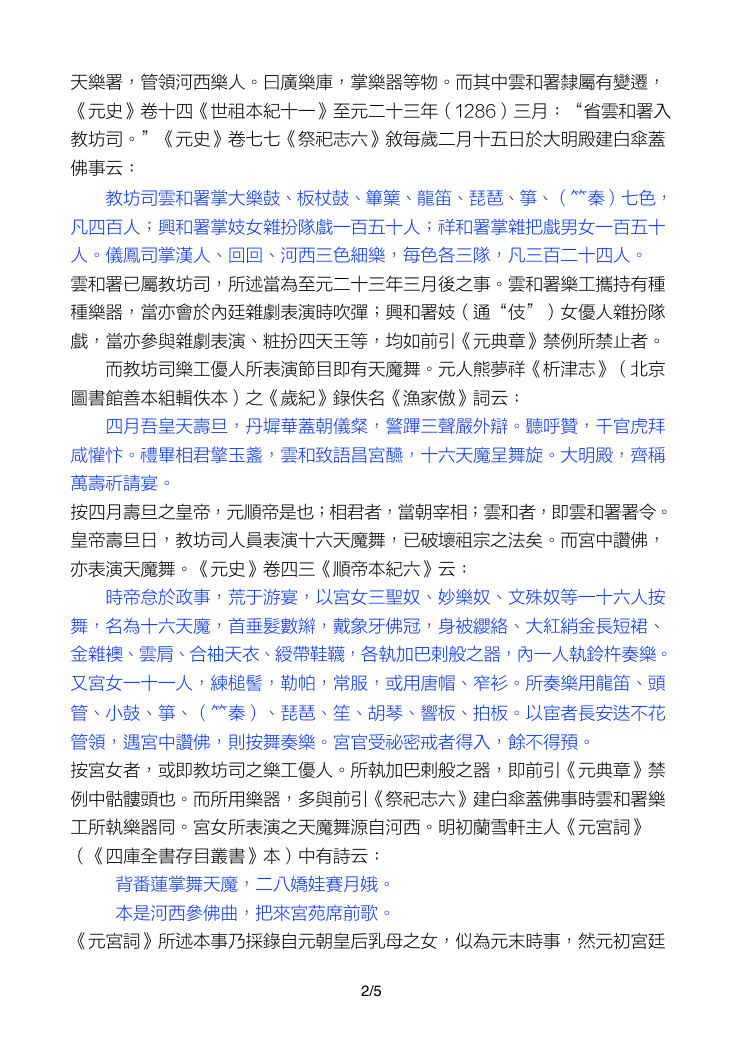 天樂署，管領河西樂人。曰廣樂庫，掌樂器等物。而其中雲和署隸屬有變遷，
《元史》卷十四《世祖本紀十一》至元二十三年（1286）三月：“省雲和署入
教坊司。”《元史》卷七七《祭祀志六》敘每歲二月十五日於大明殿建白傘蓋
佛事云：
教坊司雲和署掌大樂鼓、板杖鼓、篳篥、龍笛、琵琶、箏、（⺮秦）七色，
凡四百人；興和署掌妓女雜扮隊戲一百五十人；祥和署掌雜把戲男女一百五十
人。儀鳳司掌漢人、回回、河西三色細樂，每色各三隊，凡三百二十四人。
雲和署已屬教坊司，所述當為至元二十三年三月後之事。雲和署樂工攜持有種
種樂器，當亦會於內廷雜劇表演時吹彈；興和署妓（通“伎”）女優人雜扮隊
戲，當亦參與雜劇表演、粧扮四天王等，均如前引《元典章》禁例所禁止者。
而教坊司樂工優人所表演節目即有天魔舞。元人熊夢祥《析津志》（北京
圖書館善本組輯佚本）之《歲紀》錄佚名《漁家傲》詞云：
四月吾皇天壽旦，丹墀華蓋朝儀粲，警蹕三聲嚴外辯。聽呼贊，千官虎拜
咸懽忭。禮畢相君擎玉盞，雲和致語昌宮醼，十六天魔呈舞旋。大明殿，齊稱
萬壽祈請宴。
按四月壽旦之皇帝，元順帝是也；相君者，當朝宰相；雲和者，即雲和署署令。
皇帝壽旦日，教坊司人員表演十六天魔舞，已破壞祖宗之法矣。而宮中讚佛，
亦表演天魔舞。《元史》卷四三《順帝本紀六》云：
時帝怠於政事，荒于游宴，以宮女三聖奴、妙樂奴、文殊奴等一十六人按
舞，名為十六天魔，首垂髮數辮，戴象牙佛冠，身被纓絡、大紅綃金長短裙、
金雜襖、雲肩、合袖天衣、綬帶鞋韈，各執加巴剌般之器，內一人執鈴杵奏樂。
又宮女一十一人，練槌髻，勒帕，常服，或用唐帽、窄衫。所奏樂用龍笛、頭
管、小鼓、箏、（⺮秦）、琵琶、笙、胡琴、響板、拍板。以宦者長安迭不花
管領，遇宮中讚佛，則按舞奏樂。宮官受祕密戒者得入，餘不得預。
按宮女者，或即教坊司之樂工優人。所執加巴剌般之器，即前引《元典章》禁
例中骷髏頭也。而所用樂器，多與前引《祭祀志六》建白傘蓋佛事時雲和署樂
工所執樂器同。宮女所表演之天魔舞源自河西。明初蘭雪軒主人《元宮詞》
（《四庫全書存目叢書》本）中有詩云：
背番蓮掌舞天魔，二八嬌娃賽月娥。
本是河西參佛曲，把來宮苑席前歌。
《元宮詞》所述本事乃採錄自元朝皇后乳母之女，似為元末時事，然元初宮廷
2/5